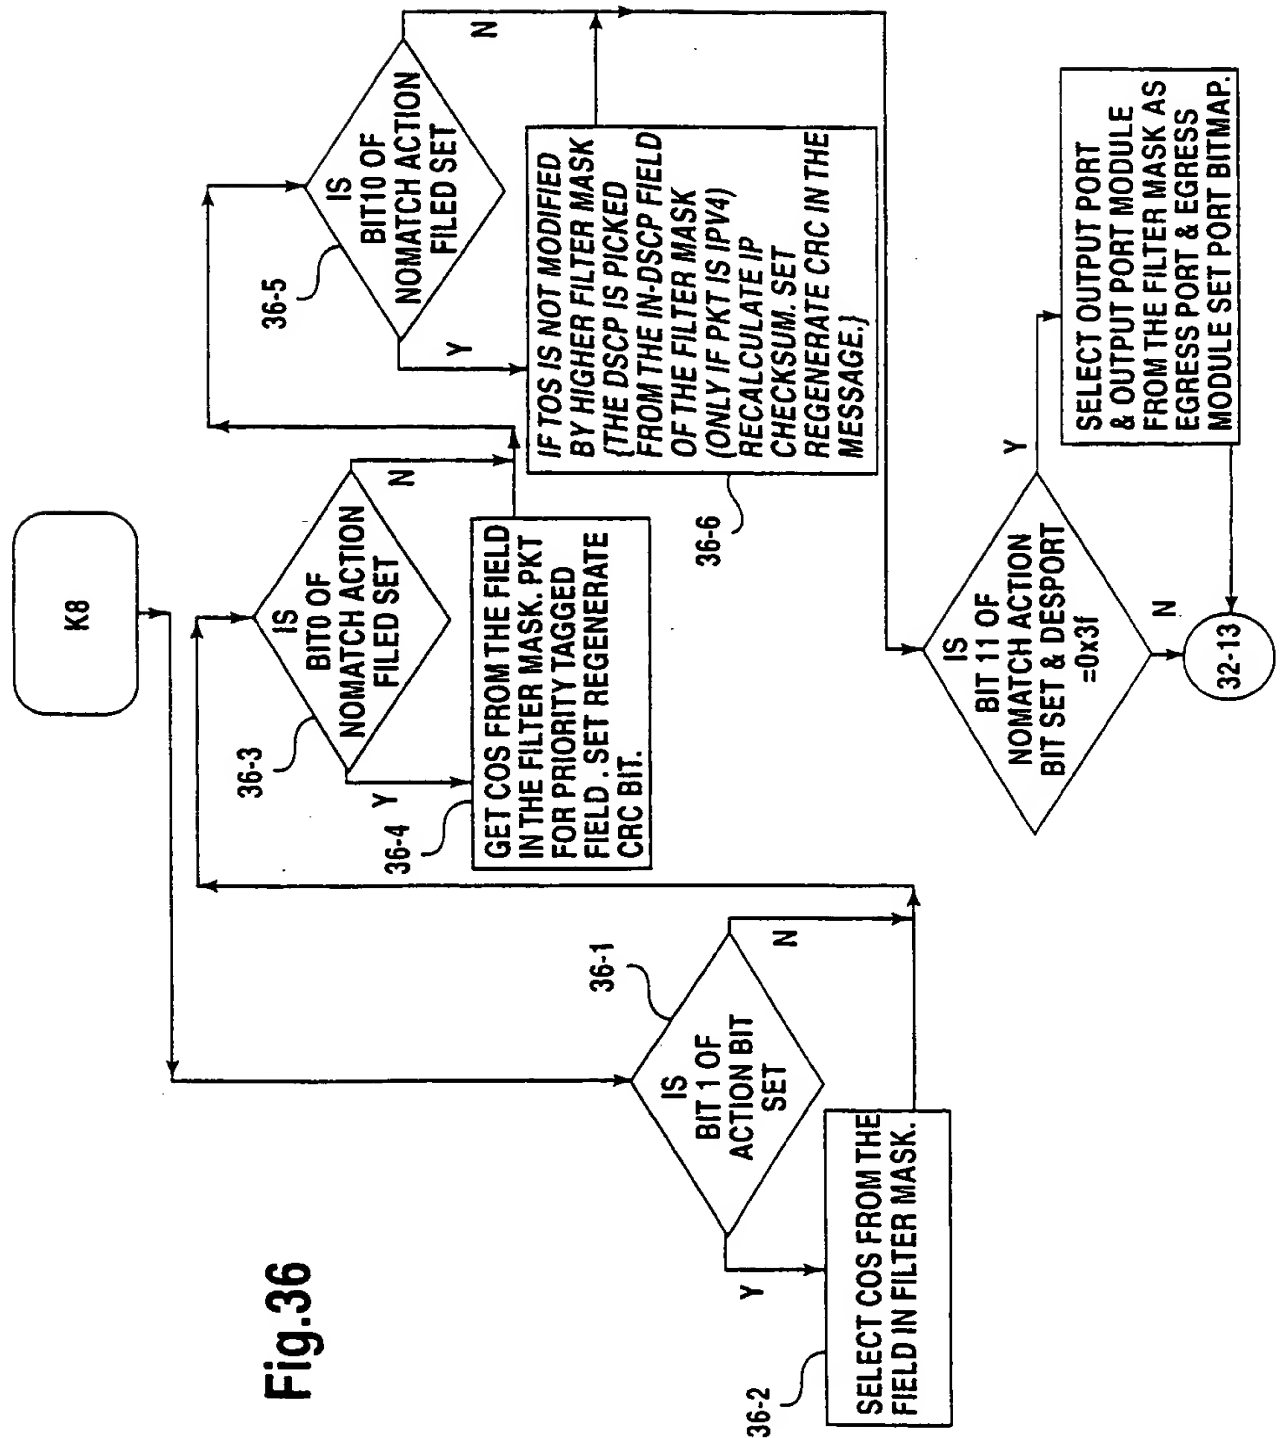 K8
IS
BIT 1 OF
ACTION BIT
SET
36-1
Y
N
SELECT COS FROM THE
FIELD IN FILTER MASK.
36-2
IS
BIT0 OF
NOMATCH ACTION
FILED SET
36-3
Y
N
GET COS FROM THE FIELD
IN THE FILTER MASK. PKT
FOR PRIORITY TAGGED
FIELD . SET REGENERATE
CRC BIT.
36-4
IS
BIT10 OF
NOMATCH ACTION
FILED SET
36-5
Y
N
IF TOS IS NOT MODIFIED
BY HIGHER FILTER MASK
{THE DSCP IS PICKED
FROM THE IN-DSCP FIELD
OF THE FILTER MASK
(ONLY IF PKT IS IPV4)
RECALCULATE IP
CHECKSUM. SET
REGENERATE CRC IN THE
MESSAGE.}
36-6
IS
BIT 11 OF
NOMATCH ACTION
BIT SET & DESPORT
=0x3f
Y
N
SELECT OUTPUT PORT
& OUTPUT PORT MODULE
FROM THE FILTER MASK AS
EGRESS PORT & EGRESS
MODULE SET PORT BITMAP.
32-13
Fig.36